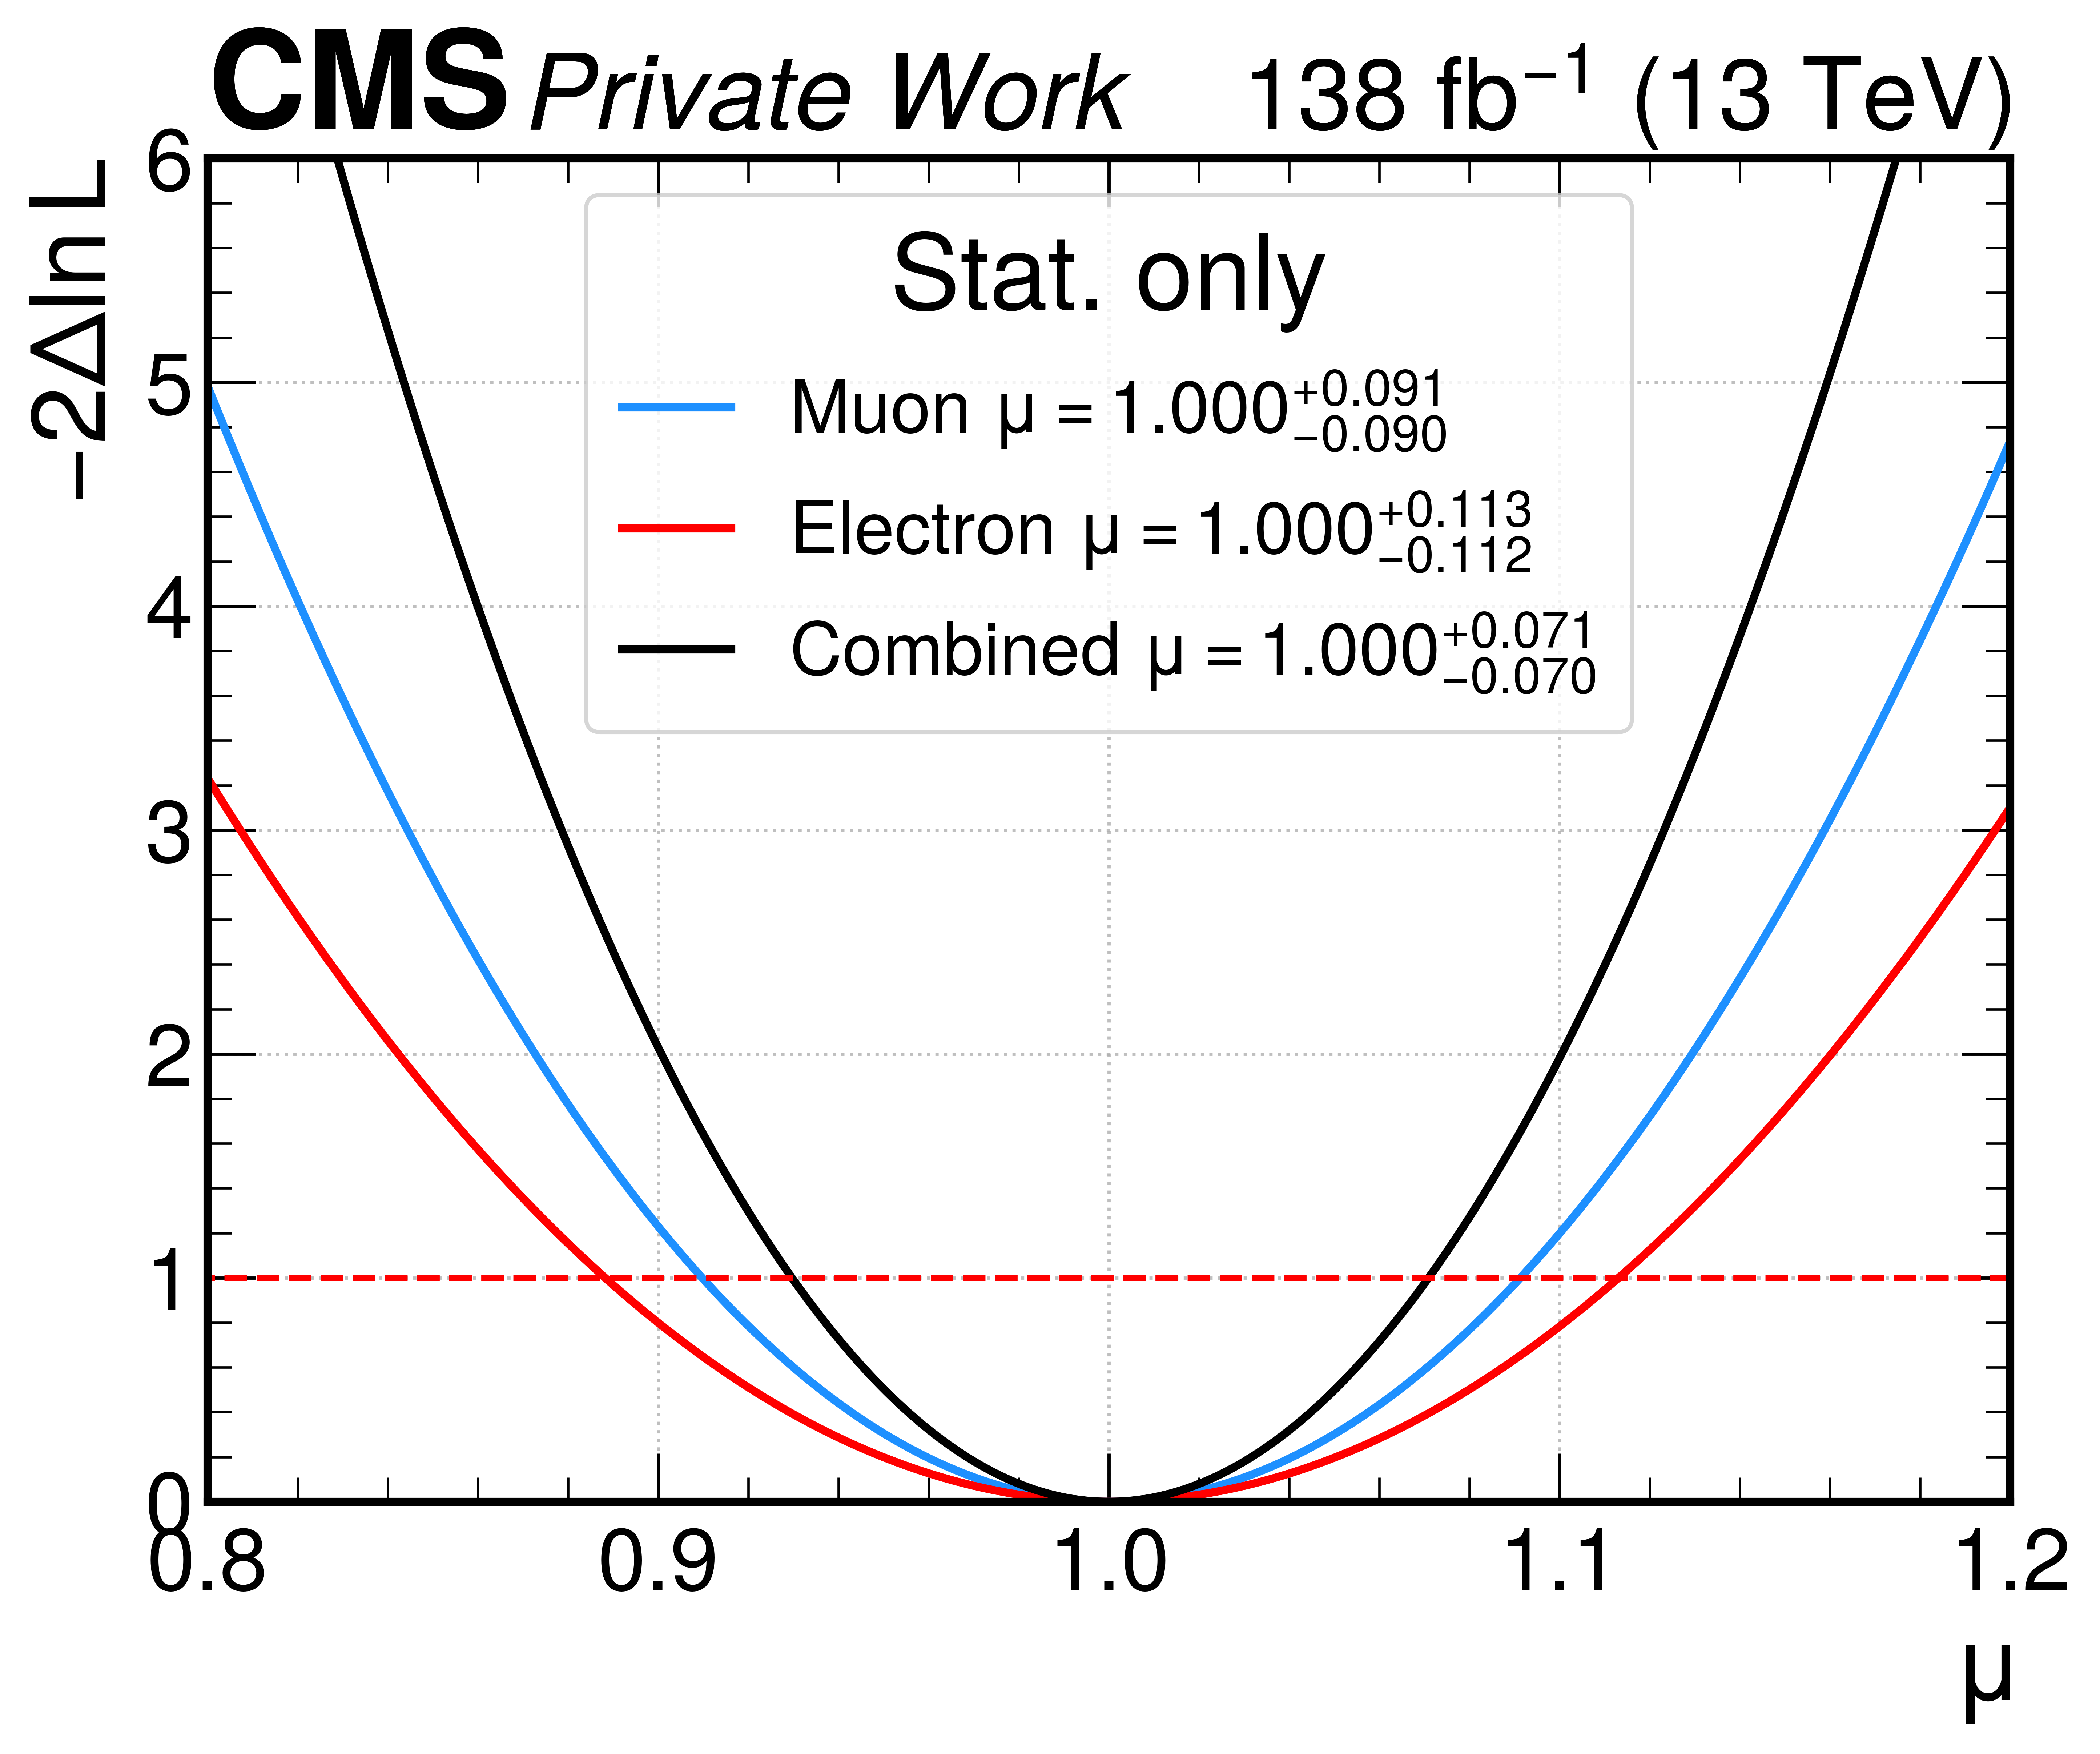 CMS Private Work 138 fb⁻¹ (13 TeV)
−2Δln L
6
5
4
3
2
1
0
Stat. only
Muon μ = 1.000 +0.091 −0.090
Electron μ = 1.000 +0.113 −0.112
Combined μ = 1.000 +0.071 −0.070
0.8 0.9 1.0 1.1 1.2
μ